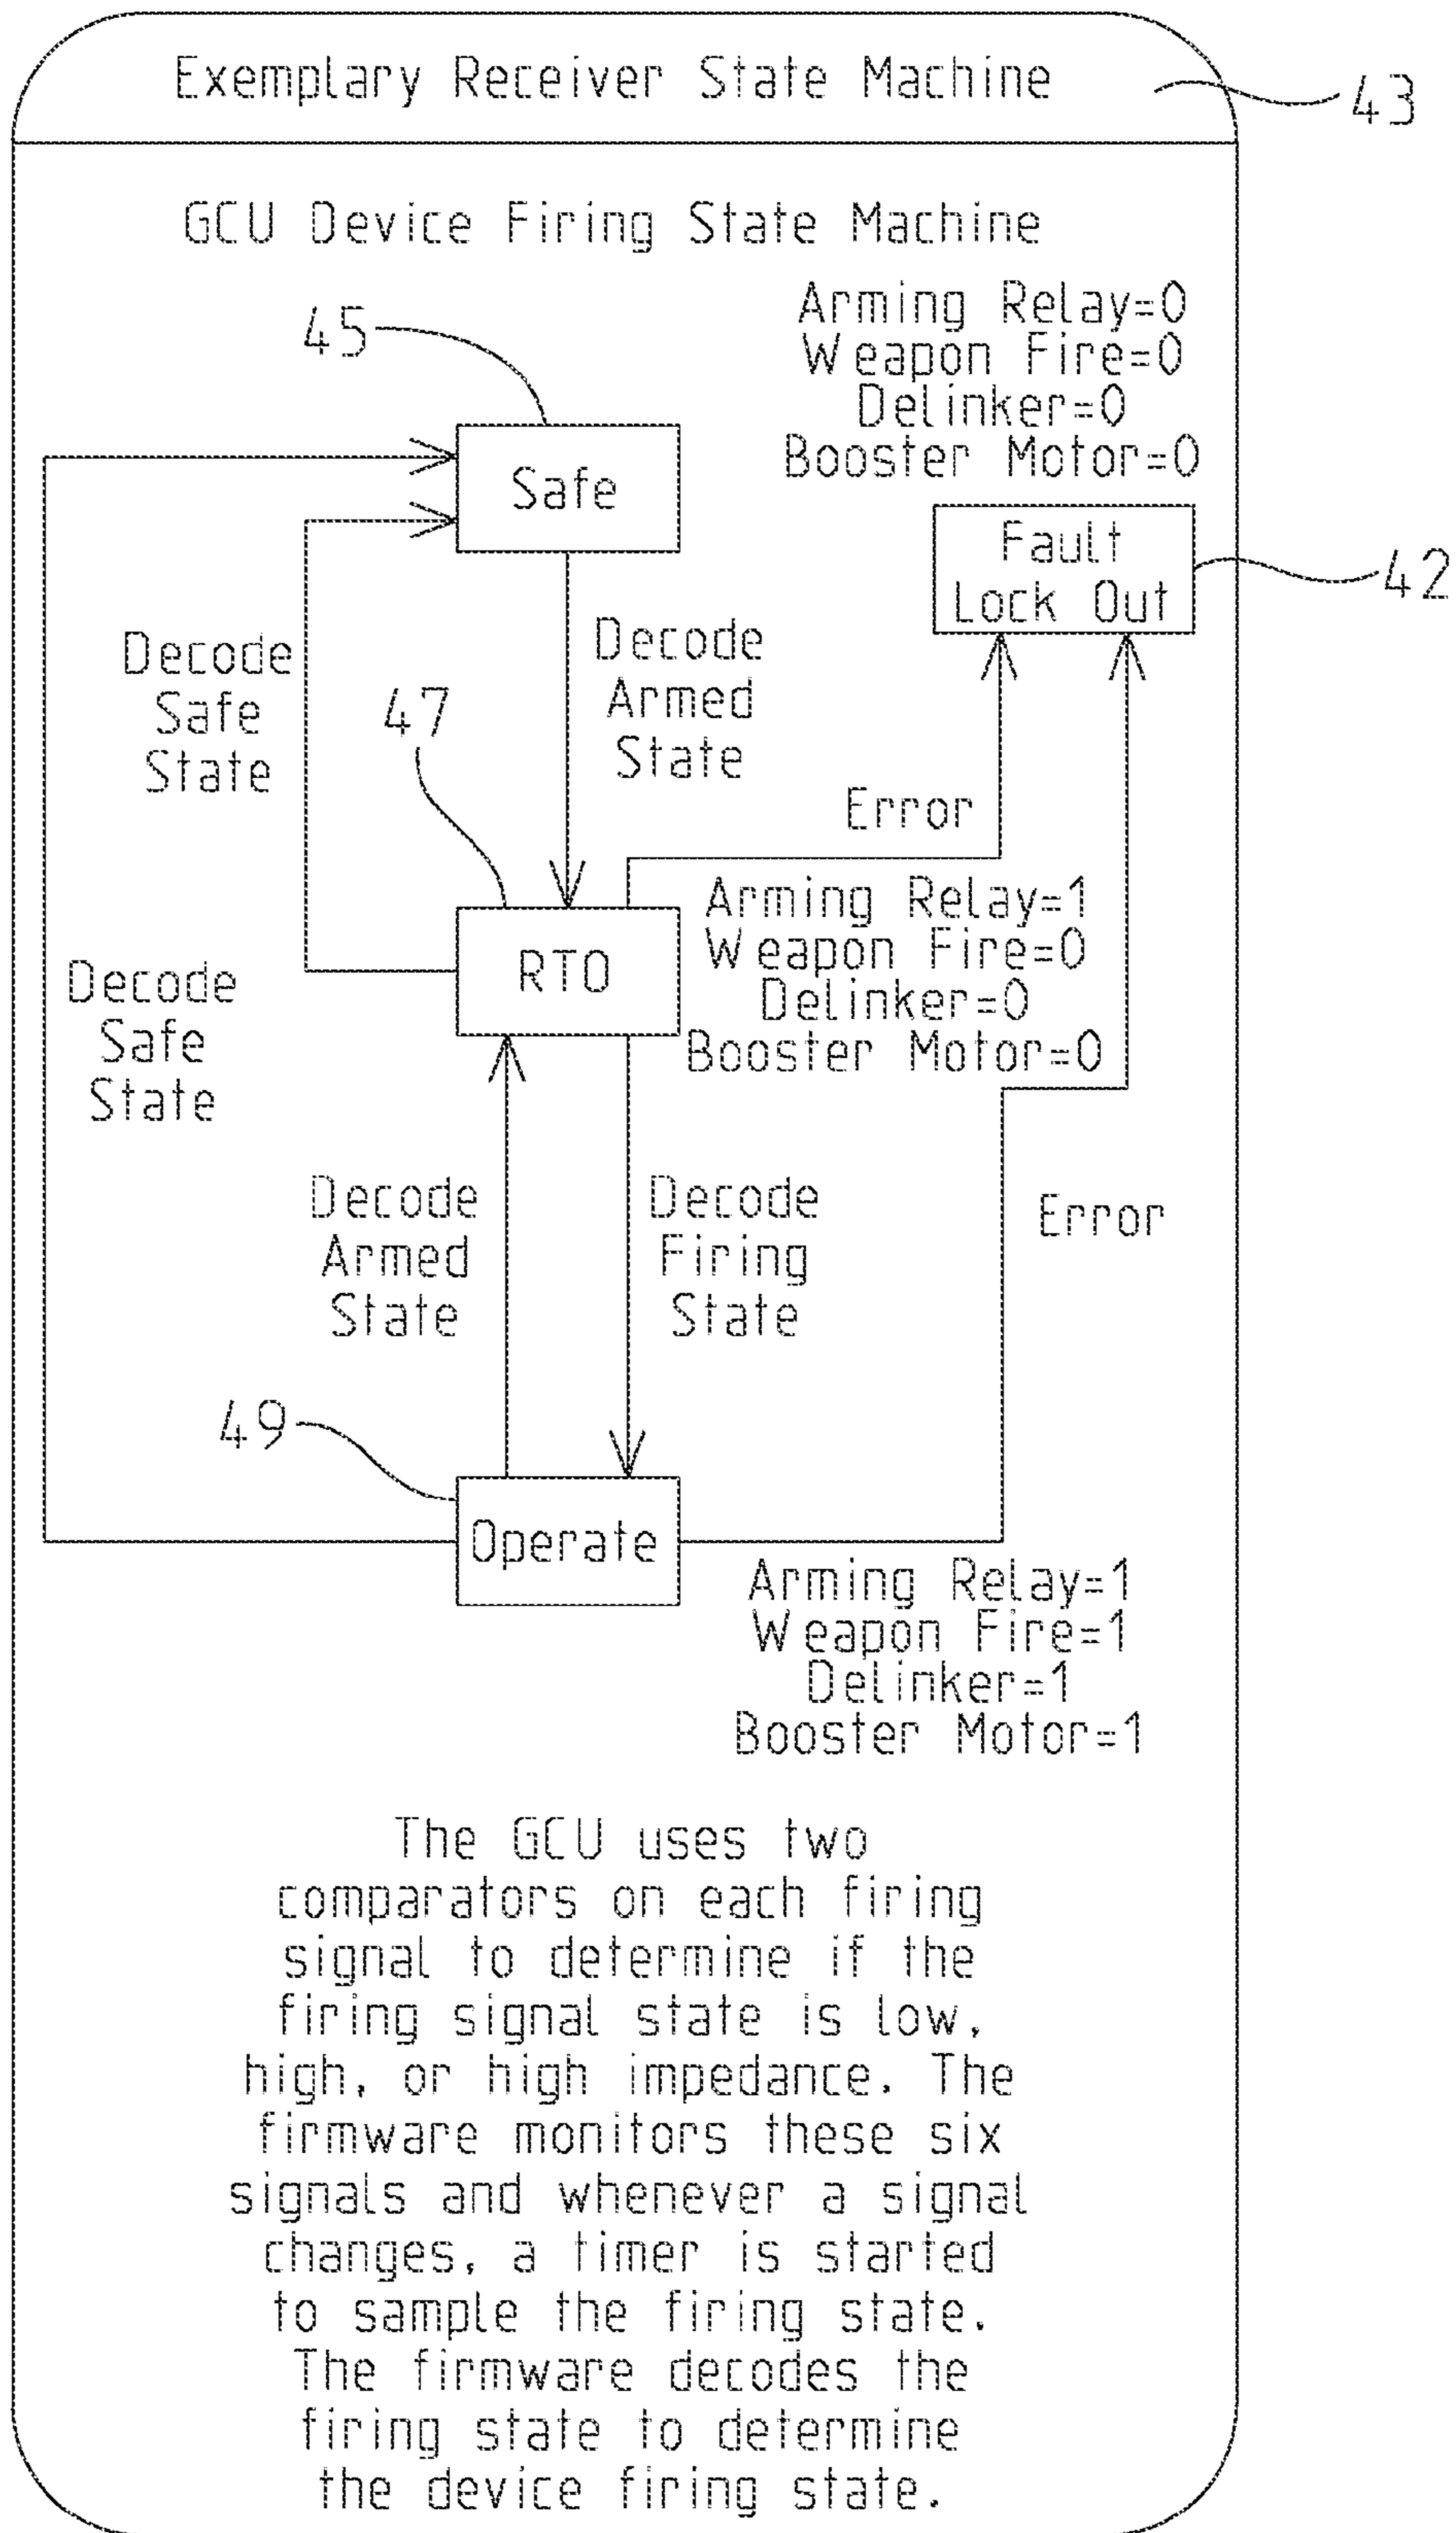 Exemplary Receiver State Machine
43
GCU Device Firing State Machine
Arming Relay=0
Weapon Fire=0
Delinker=0
Booster Motor=0
45
Safe
Fault
Lock Out
42
Decode
Safe
State
Decode
Armed
State
47
Error
RTO
Arming Relay=1
Weapon Fire=0
Delinker=0
Booster Motor=0
Decode
Safe
State
Decode
Armed
State
Decode
Firing
State
Error
49
Operate
Arming Relay=1
Weapon Fire=1
Delinker=1
Booster Motor=1
The GCU uses two
comparators on each firing
signal to determine if the
firing signal state is low,
high, or high impedance. The
firmware monitors these six
signals and whenever a signal
changes, a timer is started
to sample the firing state.
The firmware decodes the
firing state to determine
the device firing state.